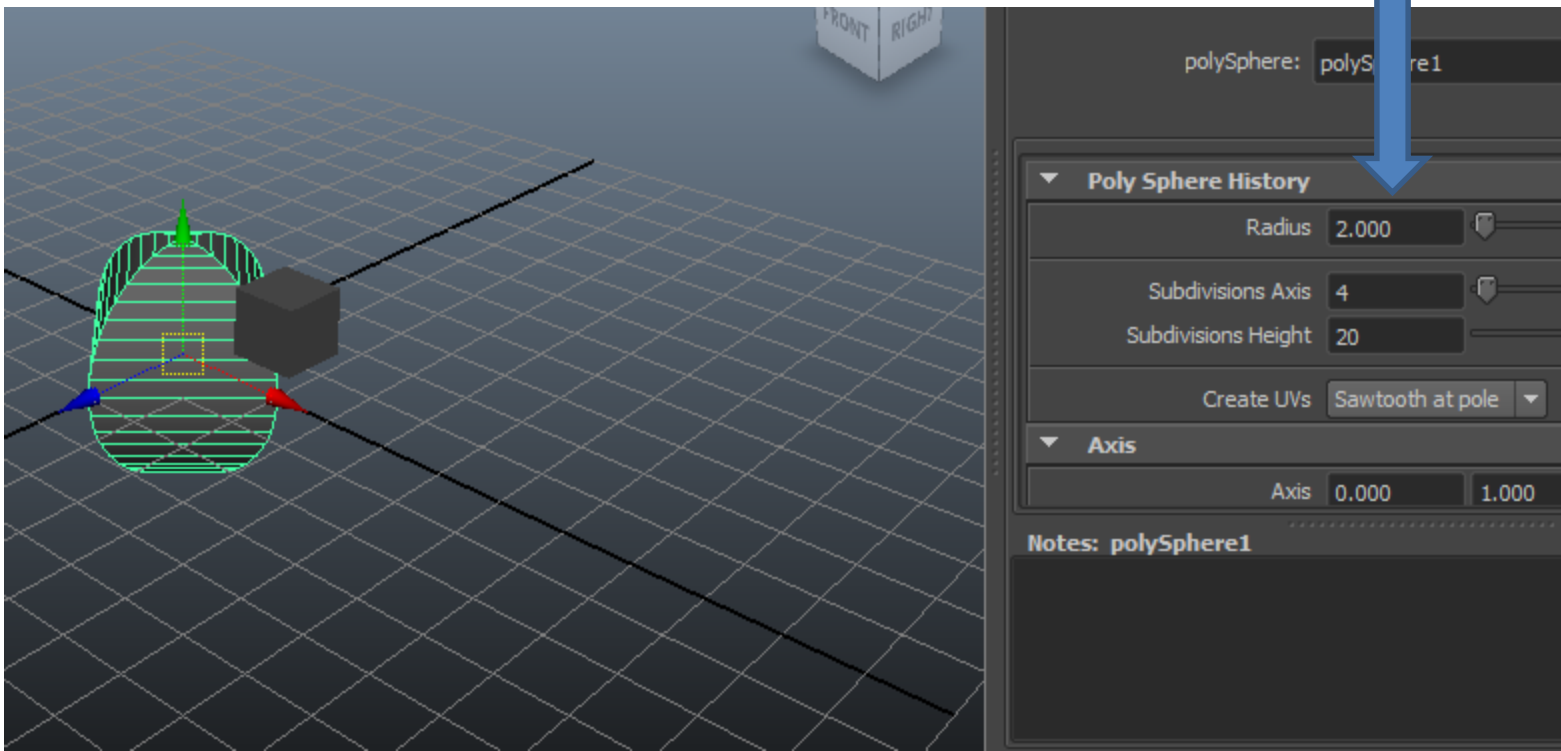 FRONT RIGHT
polySphere: polySphere1
Poly Sphere History
Radius 2.000
Subdivisions Axis 4
Subdivisions Height 20
Create UVs Sawtooth at pole
Axis
Axis 0.000 1.000
Notes: polySphere1